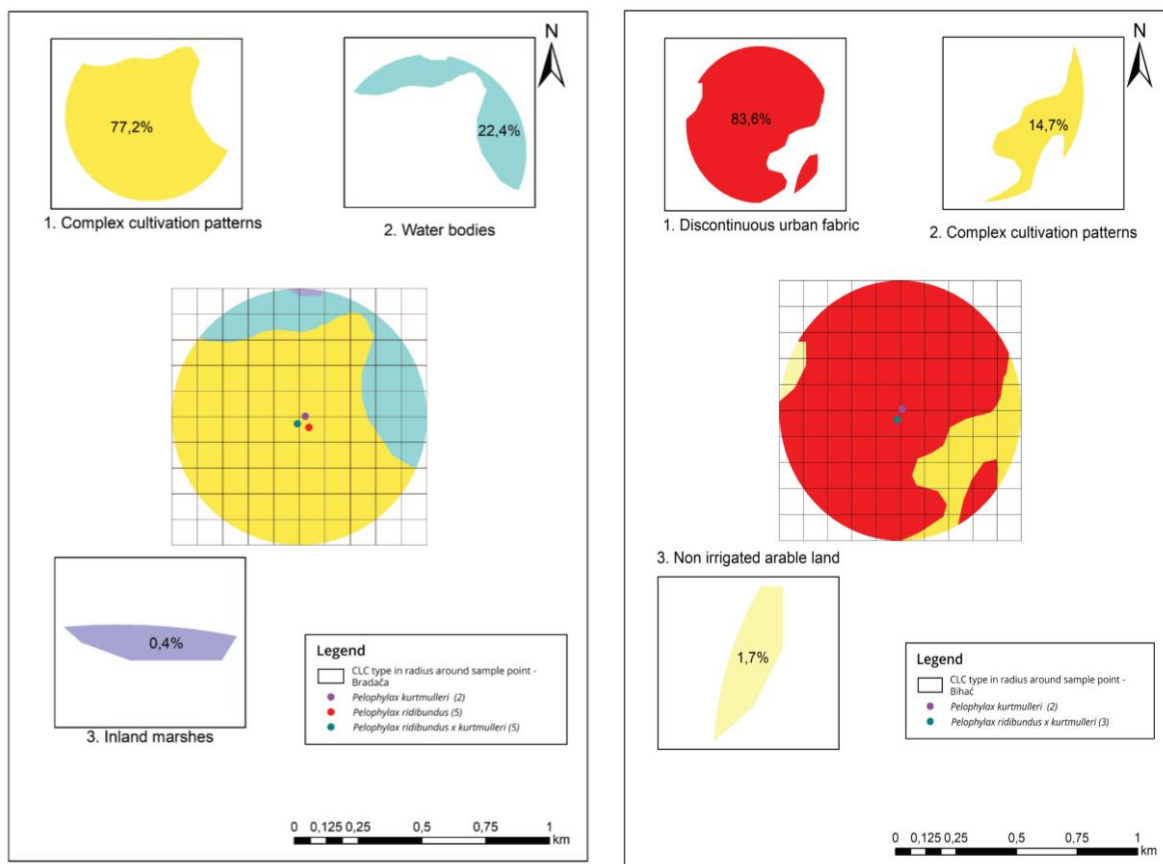 N
77,2%
22,4%
1. Complex cultivation patterns
2. Water bodies
0,4%
3. Inland marshes
Legend
CLC type in radius around sample point -
Bradača
Pelophylax kurtmulleri (2)
Pelophylax ridibundus (5)
Pelophylax ridibundus x kurtmulleri (5)
0 0,125 0,25 0,5 0,75 1
km
N
83,6%
14,7%
1. Discontinuous urban fabric
2. Complex cultivation patterns
3. Non irrigated arable land
1,7%
Legend
CLC type in radius around sample point -
Bihać
Pelophylax kurtmulleri (2)
Pelophylax ridibundus x kurtmulleri (3)
0 0,125 0,25 0,5 0,75 1
km